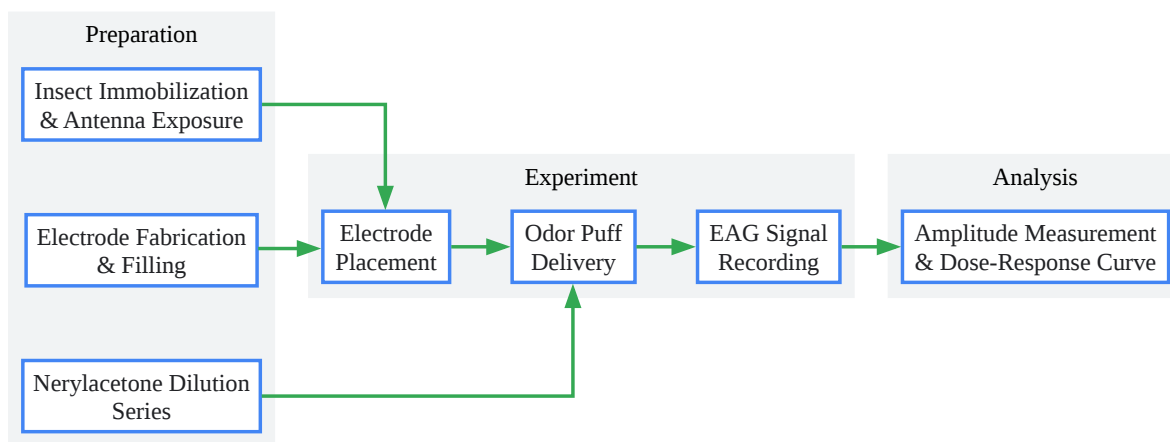 Preparation
Insect Immobilization
& Antenna Exposure
Electrode Fabrication
& Filling
Nerylacetone Dilution
Series
Experiment
Electrode
Placement
Odor Puff
Delivery
EAG Signal
Recording
Analysis
Amplitude Measurement
& Dose-Response Curve